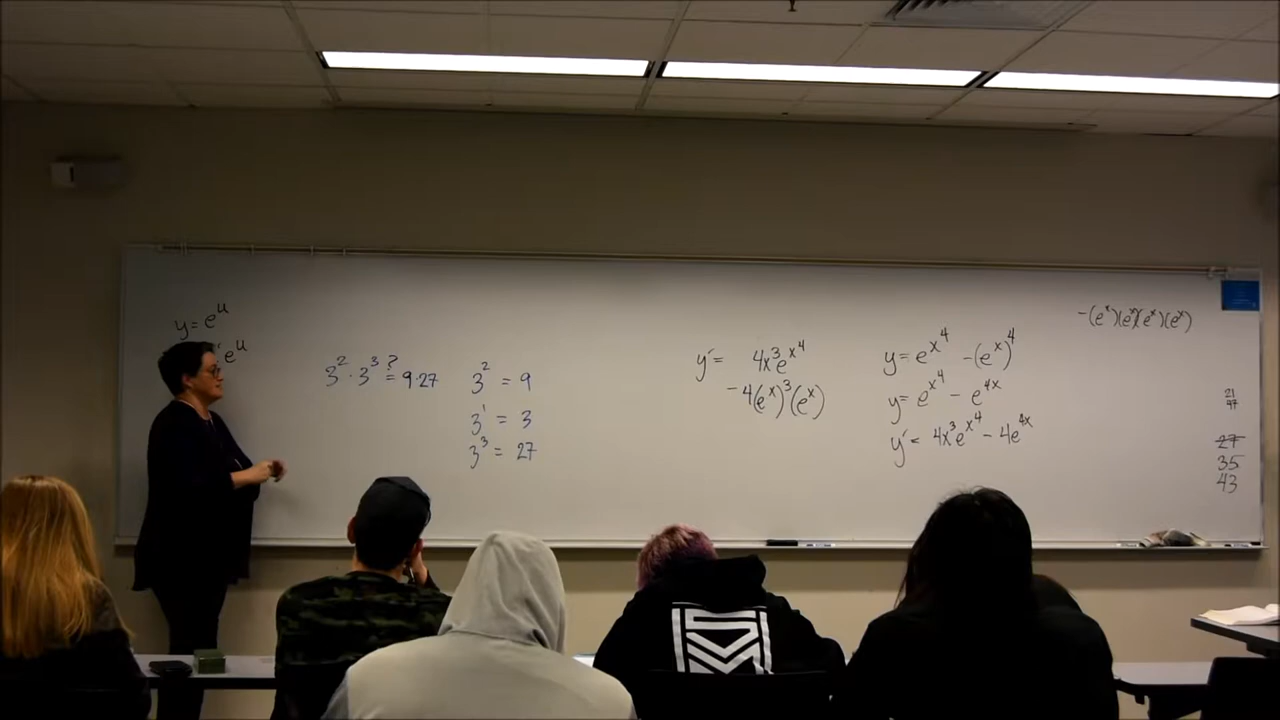 y = e^u
' e^u
3^2 · 3^3 ?= 9·27
3^2 = 9
3^1 = 3
3^3 = 27
y' = 4x^3 e^{x^4}
-4(e^x)^3 (e^x)
y = e^{x^4} - (e^x)^4
y = e^{x^4} - e^{4x}
y' = 4x^3 e^{x^4} - 4e^{4x}
-(e^x)(e^x)(e^x)(e^x)
27
35
43